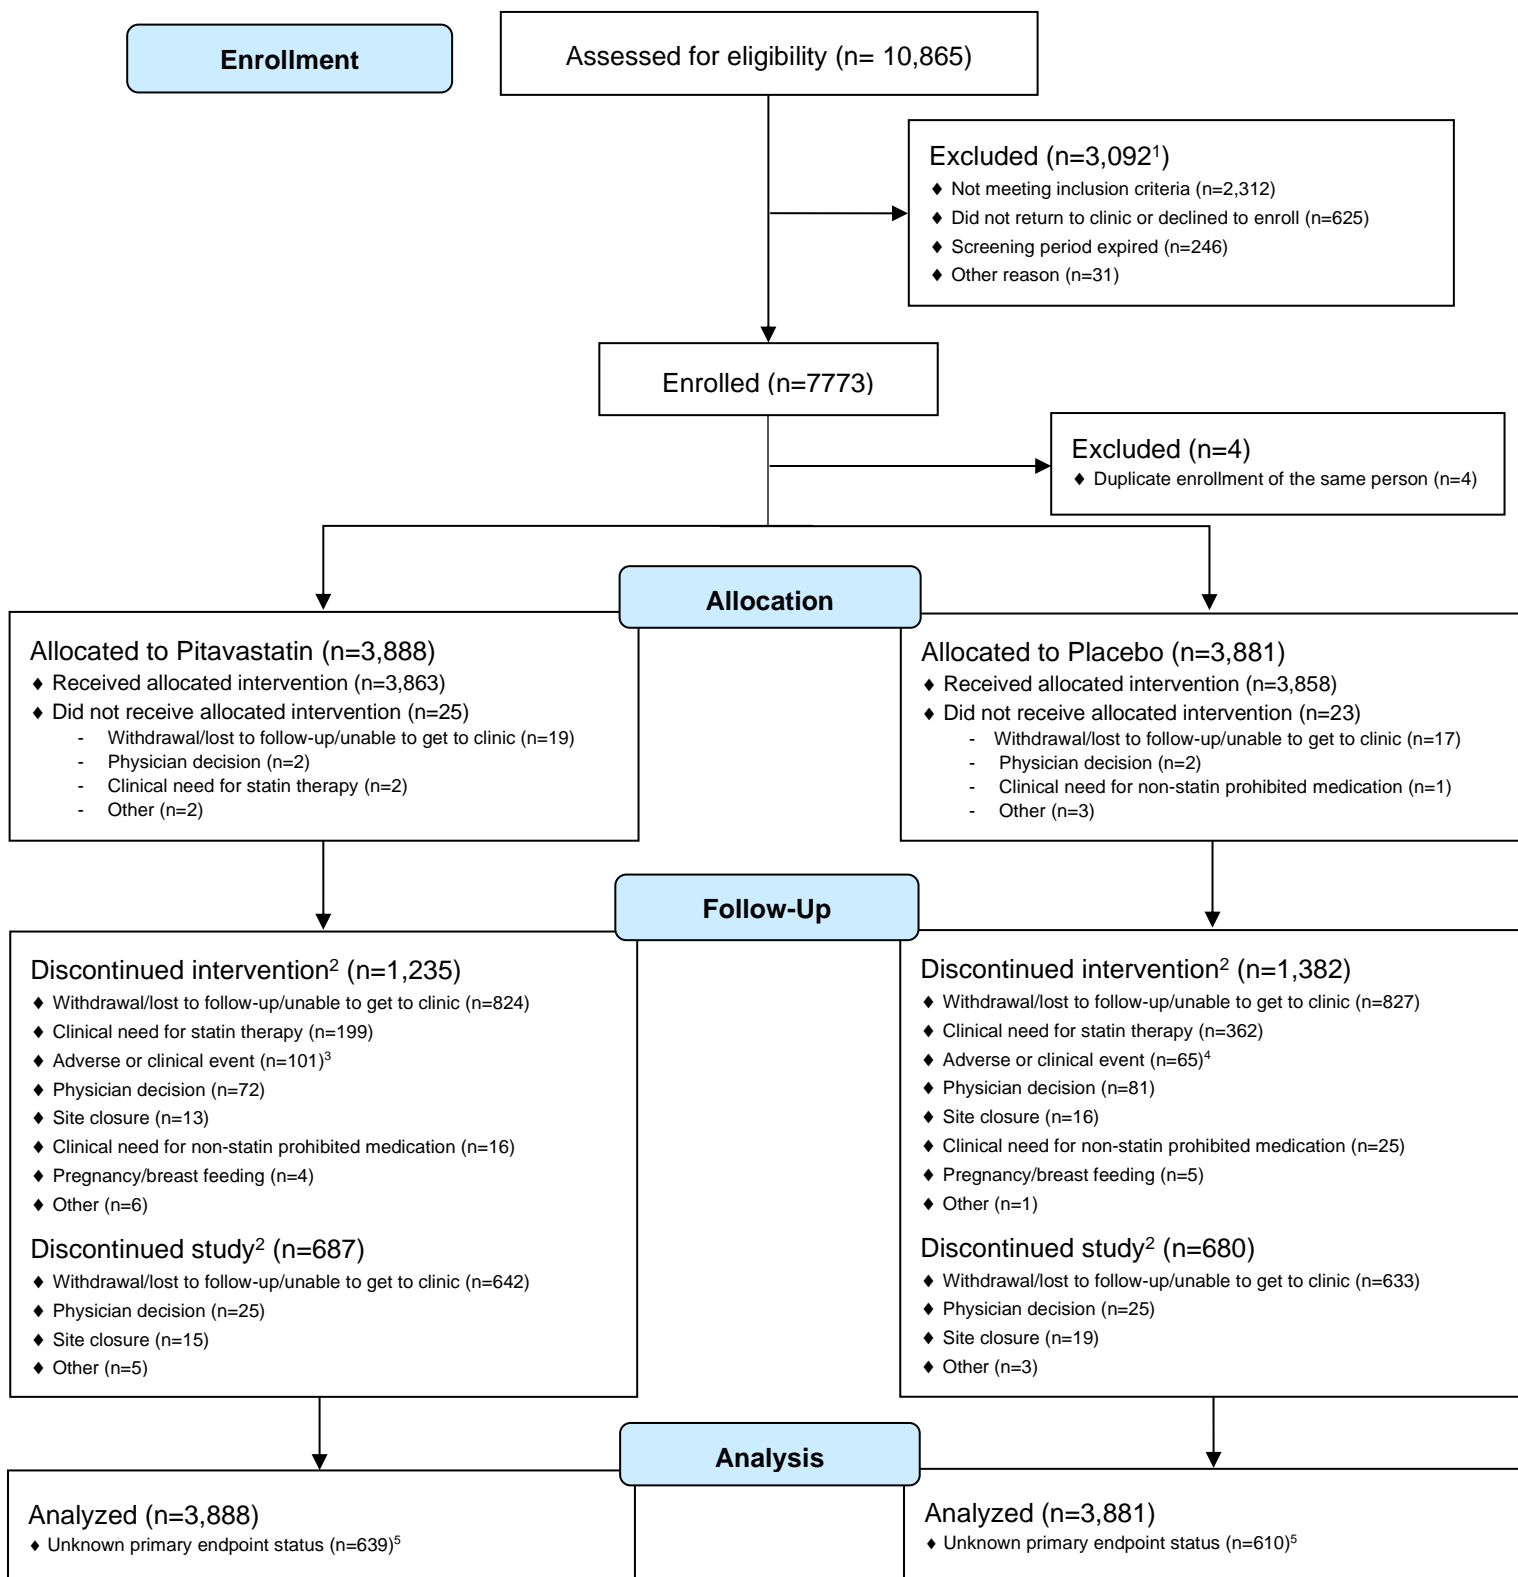 Enrollment
Assessed for eligibility (n= 10,865)
Excluded (n=3,092¹)
♦ Not meeting inclusion criteria (n=2,312)
♦ Did not return to clinic or declined to enroll (n=625)
♦ Screening period expired (n=246)
♦ Other reason (n=31)
Enrolled (n=7773)
Excluded (n=4)
♦ Duplicate enrollment of the same person (n=4)
Allocation
Allocated to Pitavastatin (n=3,888)
♦ Received allocated intervention (n=3,863)
♦ Did not receive allocated intervention (n=25)
- Withdrawal/lost to follow-up/unable to get to clinic (n=19)
- Physician decision (n=2)
- Clinical need for statin therapy (n=2)
- Other (n=2)
Allocated to Placebo (n=3,881)
♦ Received allocated intervention (n=3,858)
♦ Did not receive allocated intervention (n=23)
- Withdrawal/lost to follow-up/unable to get to clinic (n=17)
- Physician decision (n=2)
- Clinical need for non-statin prohibited medication (n=1)
- Other (n=3)
Follow-Up
Discontinued intervention² (n=1,235)
♦ Withdrawal/lost to follow-up/unable to get to clinic (n=824)
♦ Clinical need for statin therapy (n=199)
♦ Adverse or clinical event (n=101)³
♦ Physician decision (n=72)
♦ Site closure (n=13)
♦ Clinical need for non-statin prohibited medication (n=16)
♦ Pregnancy/breast feeding (n=4)
♦ Other (n=6)
Discontinued study² (n=687)
♦ Withdrawal/lost to follow-up/unable to get to clinic (n=642)
♦ Physician decision (n=25)
♦ Site closure (n=15)
♦ Other (n=5)
Discontinued intervention² (n=1,382)
♦ Withdrawal/lost to follow-up/unable to get to clinic (n=827)
♦ Clinical need for statin therapy (n=362)
♦ Adverse or clinical event (n=65)⁴
♦ Physician decision (n=81)
♦ Site closure (n=16)
♦ Clinical need for non-statin prohibited medication (n=25)
♦ Pregnancy/breast feeding (n=5)
♦ Other (n=1)
Discontinued study² (n=680)
♦ Withdrawal/lost to follow-up/unable to get to clinic (n=633)
♦ Physician decision (n=25)
♦ Site closure (n=19)
♦ Other (n=3)
Analysis
Analyzed (n=3,888)
♦ Unknown primary endpoint status (n=639)⁵
Analyzed (n=3,881)
♦ Unknown primary endpoint status (n=610)⁵